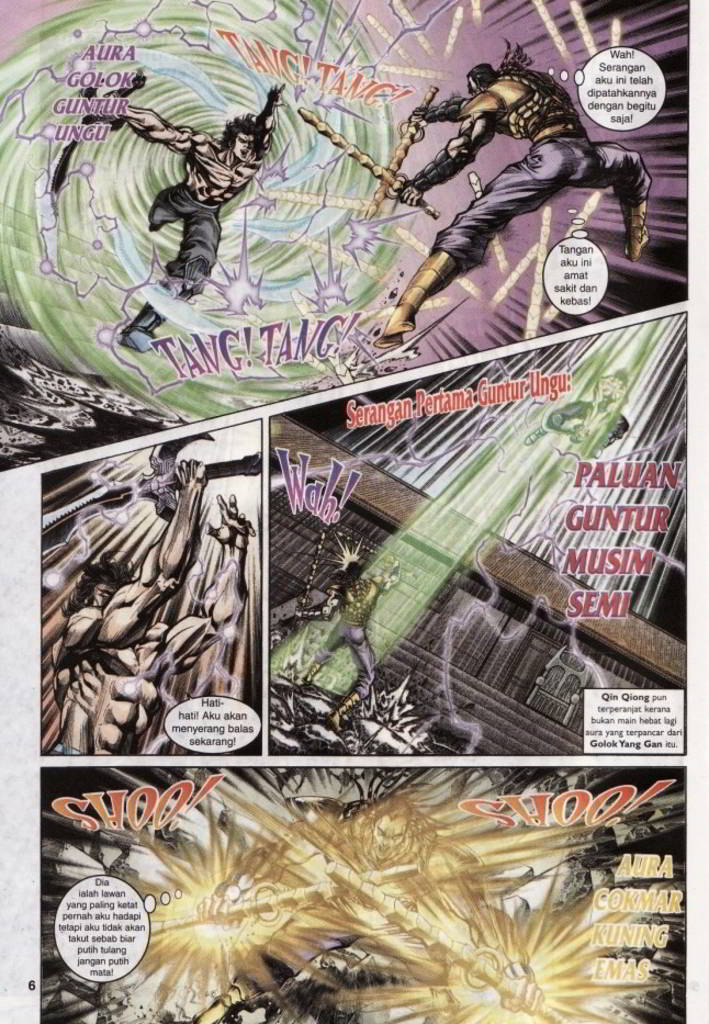 AURA
GOLOK
GUNTUR
UNGU
TANG! TANG!
Wah!
Serangan
aku ini telah
dipatahkannya
dengan begitu
saja!
Tangan
aku ini
amat
sakit dan
kebas!
TANG! TANG!
Hati-
hati! Aku akan
menyerang balas
sekarang!
Serangan Pertama Guntur Ungu:
Wah!
PALUAN
GUNTUR
MUSIM
SEMI
Qin Qiong pun
terperanjat kerana
bukan main hebat lagi
aura yang terpancar dari
Golok Yang Gan itu.
SHOO!
SHOO!
Dia
ialah lawan
yang paling ketat
pernah aku hadapi
tetapi aku tidak akan
takut sebab biar
putih tulang
jangan putih
mata!
AURA
COKMAR
KUNING
EMAS
6